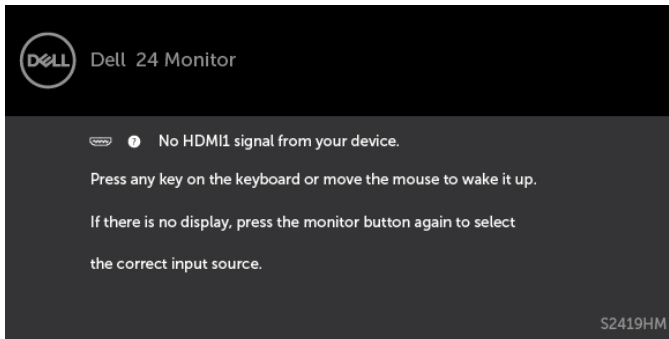 DELL
Dell 24 Monitor
? No HDMI1 signal from your device.
Press any key on the keyboard or move the mouse to wake it up.
If there is no display, press the monitor button again to select
the correct input source.
S2419HM